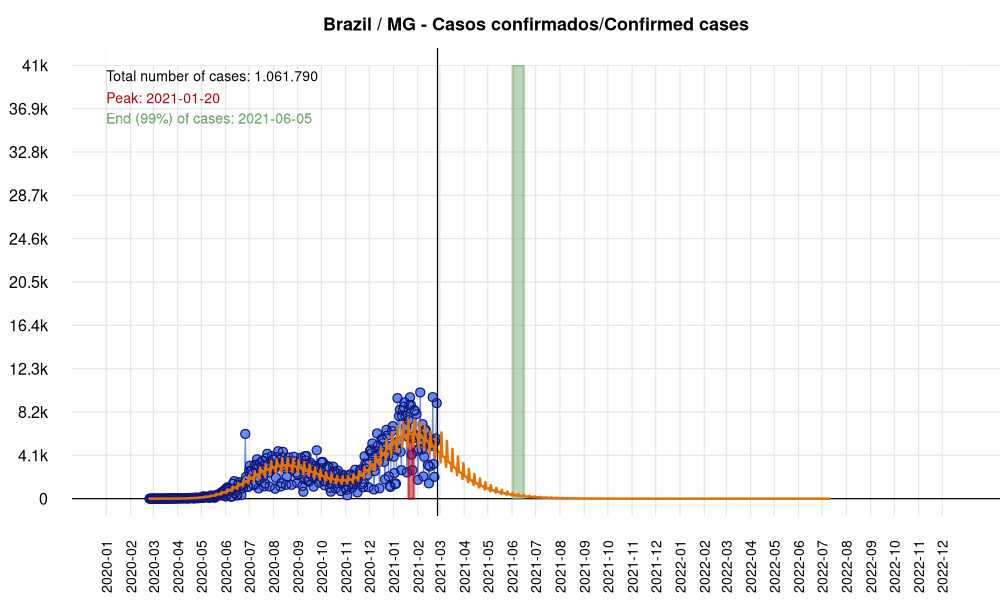 Brazil / MG - Casos confirmados/Confirmed cases
41k
Total number of cases: 1.061.790
Peak: 2021-01-20
End (99%) of cases: 2021-06-05
36.9k
32.8k
28.7k
24.6k
20.5k
16.4k
12.3k
8.2k
4.1k
0
2020-01
2020-02
2020-03
2020-04
2020-05
2020-06
2020-07
2020-08
2020-09
2020-10
2020-11
2020-12
2021-01
2021-02
2021-03
2021-04
2021-05
2021-06
2021-07
2021-08
2021-09
2021-10
2021-11
2021-12
2022-01
2022-02
2022-03
2022-04
2022-05
2022-06
2022-07
2022-08
2022-09
2022-10
2022-11
2022-12